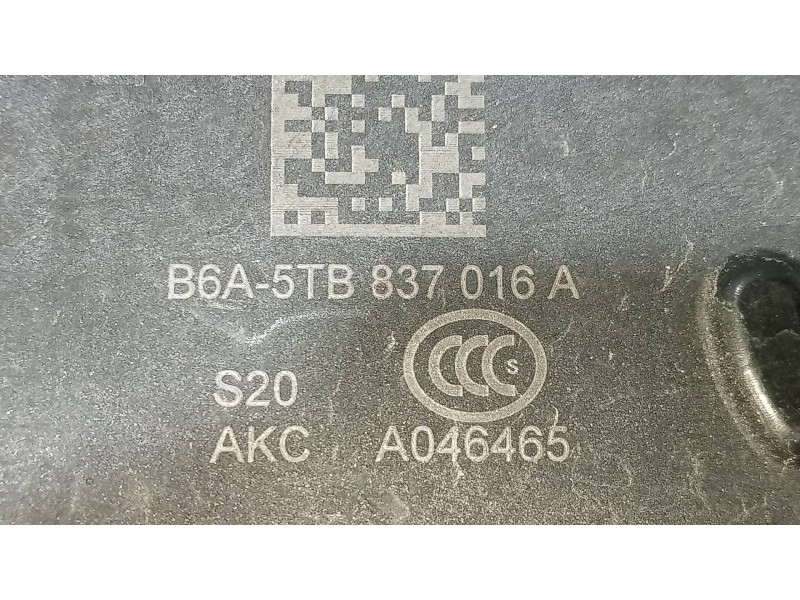 B6A-5TB 837 016 A
CCC S
S20
AKC A046465